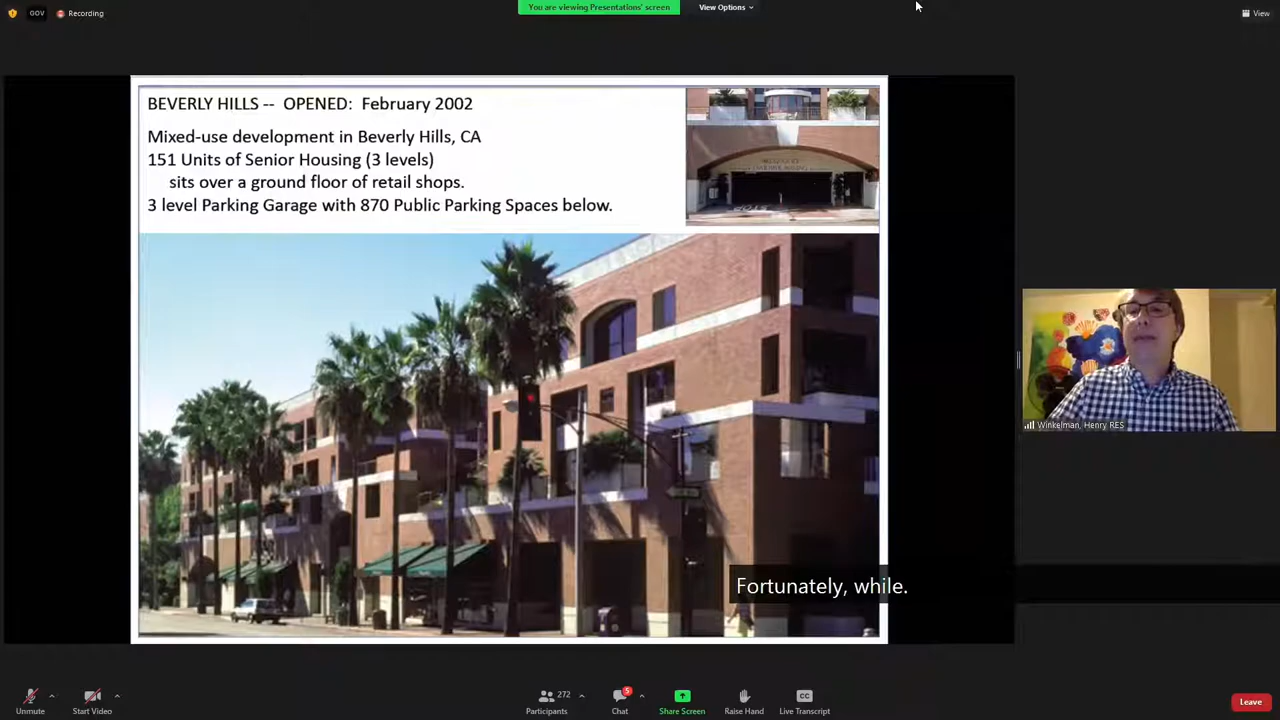 GOV
Recording
You are viewing Presentations' screen
View Options
View
BEVERLY HILLS -- OPENED: February 2002
Mixed-use development in Beverly Hills, CA
151 Units of Senior Housing (3 levels)
sits over a ground floor of retail shops.
3 level Parking Garage with 870 Public Parking Spaces below.
Winkelman, Henry RES
Fortunately, while.
272
5
CC
Unmute
Start Video
Participants
Chat
Share Screen
Raise Hand
Live Transcript
Leave